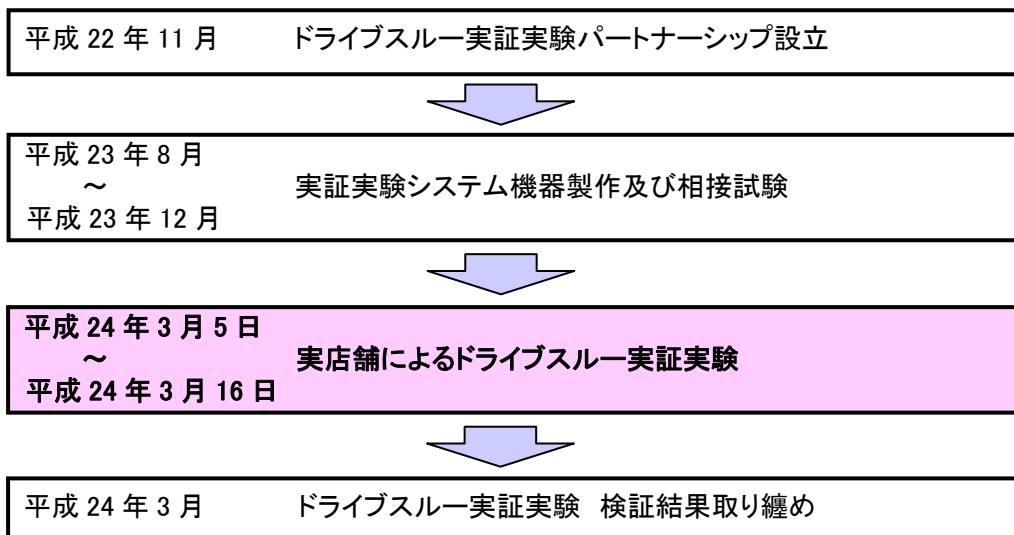 平成 22 年 11 月 ドライブスルー実証実験パートナーシップ設立
平成 23 年 8 月
～ 実証実験システム機器製作及び相接試験
平成 23 年 12 月
平成 24 年 3 月 5 日
～ 実店舗によるドライブスルー実証実験
平成 24 年 3 月 16 日
平成 24 年 3 月 ドライブスルー実証実験 検証結果取り纏め